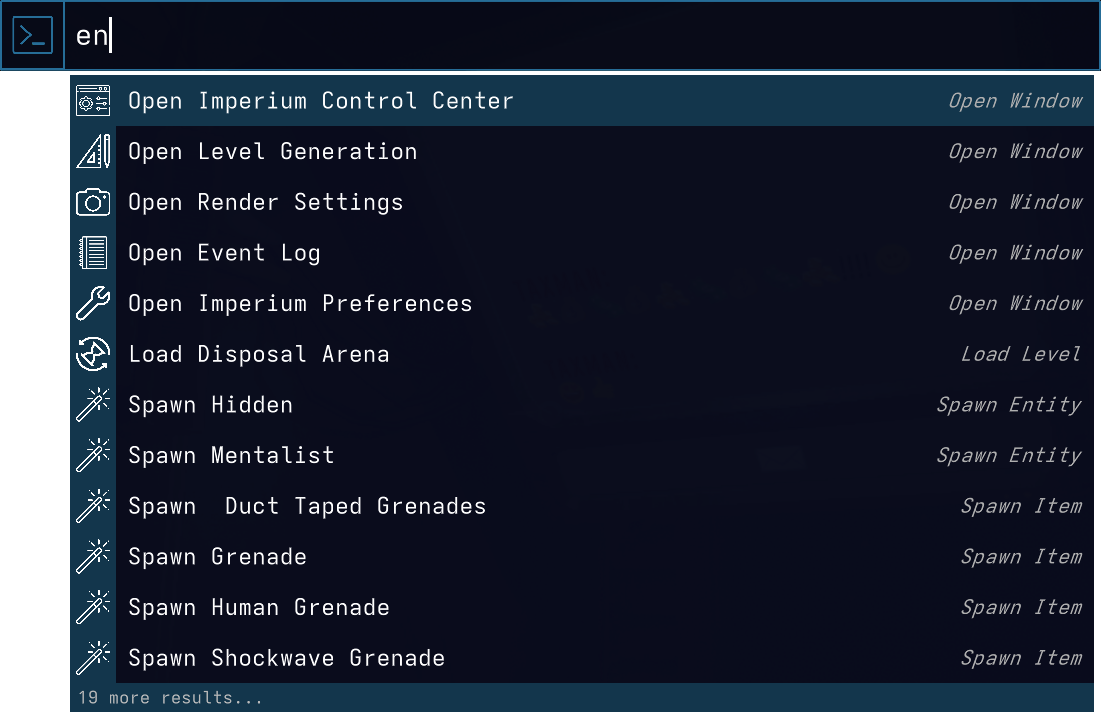 en
Open Imperium Control Center Open Window
Open Level Generation Open Window
Open Render Settings Open Window
Open Event Log Open Window
Open Imperium Preferences Open Window
Load Disposal Arena Load Level
Spawn Hidden Spawn Entity
Spawn Mentalist Spawn Entity
Spawn  Duct Taped Grenades Spawn Item
Spawn Grenade Spawn Item
Spawn Human Grenade Spawn Item
Spawn Shockwave Grenade Spawn Item
19 more results...